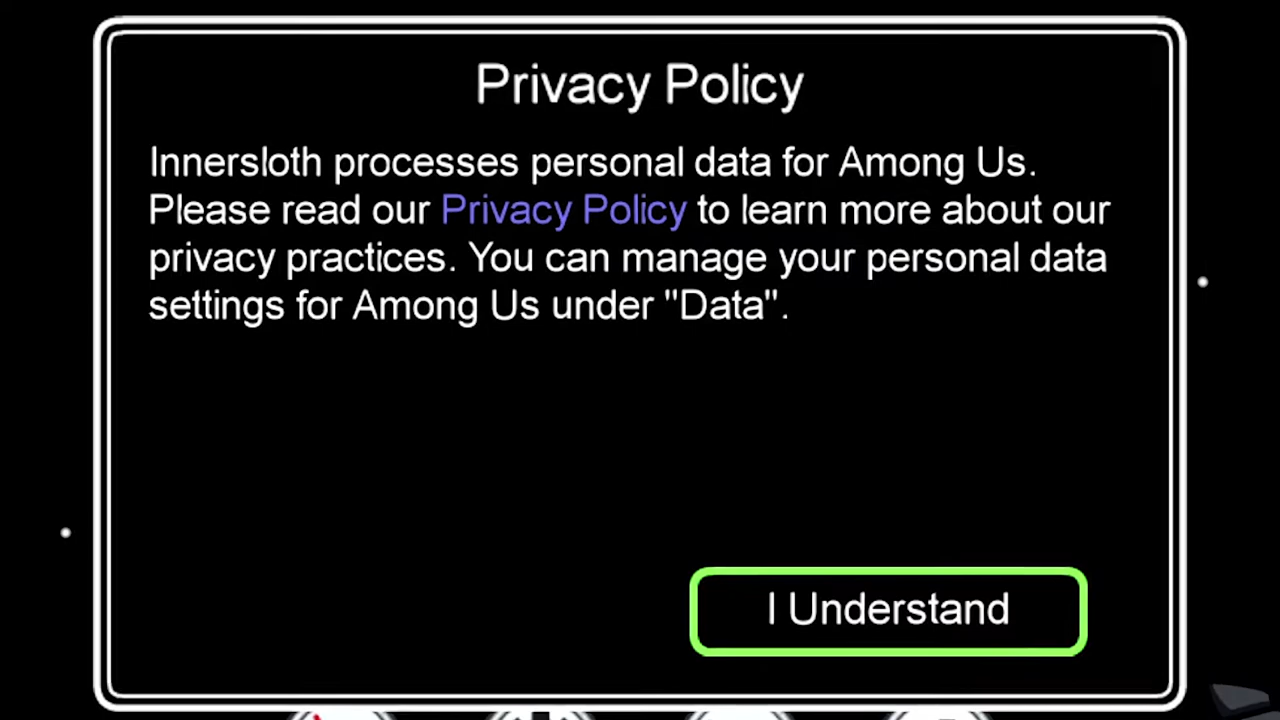 Privacy Policy
Innersloth processes personal data for Among Us.
Please read our Privacy Policy to learn more about our
privacy practices. You can manage your personal data
settings for Among Us under "Data".
I Understand